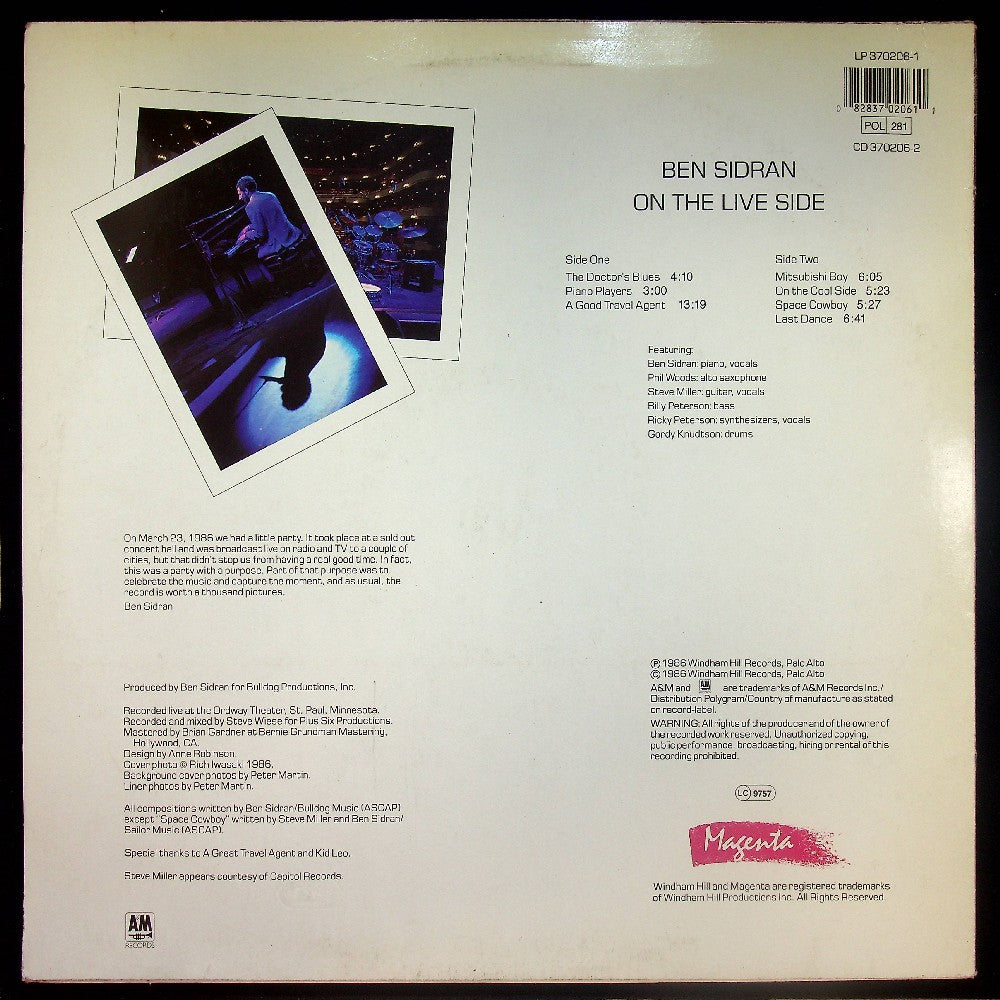 LP 370206-1
0 82837 02061 1
POL 281
CD 370206-2
BEN SIDRAN
ON THE LIVE SIDE
Side One
The Doctor's Blues 4:10
Piano Players 3:00
A Good Travel Agent 13:19
Side Two
Mitsubishi Boy 6:05
On the Cool Side 5:23
Space Cowboy 5:27
Last Dance 6:41
Featuring:
Ben Sidran: piano, vocals
Phil Woods: alto saxophone
Steve Miller: guitar, vocals
Billy Peterson: bass
Ricky Peterson: synthesizers, vocals
Gordy Knudtson: drums
On March 23, 1986 we had a little party. It took place at a sold out
concert hall and was broadcast live on radio and TV to a couple of
cities, but that didn't stop us from having a real good time. In fact,
this was a party with a purpose. Part of that purpose was to
celebrate the music and capture the moment, and as usual, the
record is worth a thousand pictures.
Ben Sidran
Produced by Ben Sidran for Bulldog Productions, Inc.
Recorded live at the Ordway Theater, St. Paul, Minnesota.
Recorded and mixed by Steve Wiese for Plus Six Productions.
Mastered by Brian Gardner at Bernie Grundman Mastering,
Hollywood, CA.
Design by Anne Robinson.
Cover photo © Rich Iwasaki, 1986.
Background cover photos by Peter Martin.
Liner photos by Peter Martin.
All compositions written by Ben Sidran/Bulldog Music (ASCAP)
except "Space Cowboy" written by Steve Miller and Ben Sidran/
Sailor Music (ASCAP).
Special thanks to A Great Travel Agent and Kid Leo.
Steve Miller appears courtesy of Capitol Records.
A&M
RECORDS
℗ 1986 Windham Hill Records, Palo Alto
© 1986 Windham Hill Records, Palo Alto
A&M and A&M are trademarks of A&M Records Inc./
Distribution Polygram/Country of manufacture as stated
on record-label.
WARNING: All rights of the producer and of the owner of
the recorded work reserved. Unauthorized copying,
public performance, broadcasting, hiring or rental of this
recording prohibited.
LC 9757
Magenta
Windham Hill and Magenta are registered trademarks
of Windham Hill Productions Inc. All Rights Reserved.